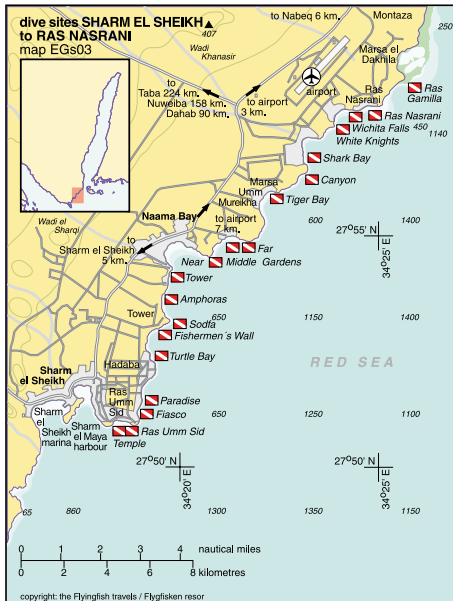 dive sites SHARM EL SHEIKH
to RAS NASRANI
map EGs03
407
to Nabeq 6 km.
Montaza
250
Wadi
Khanasir
Marsa el
Dakhila
to
Taba 224 km.
Nuweiba 158 km.
Dahab 90 km.
to airport
3 km.
airport
Ras
Nasrani
Ras
Gamilla
Ras Nasrani
Wichita Falls
450
White Knights
1140
Shark Bay
Canyon
Marsa
Umm
Mureikha
Tiger Bay
Naama Bay
to airport
7 km.
600
1400
Wadi el
Sharqi
to
Sharm el Sheikh
5 km.
27°55' N
34°25' E
Near
Middle
Far
Gardens
Tower
Amphoras
650
1150
1400
Tower
Sodfa
Fishermen´s Wall
Turtle Bay
Hadaba
RED SEA
Sharm
el Sheikh
Ras
Umm
Sid
Paradise
Fiasco
650
1250
1100
Sharm
el
Sheikh
marina
Sharm
el Maya
harbour
Ras Umm Sid
Temple
27°50' N
34°20' E
27°50' N
34°25' E
65
860
1300
1350
1150
0 1 2 3 4 nautical miles
0 2 4 6 8 kilometres
copyright: the Flyingfish travels / Flygfisken resor